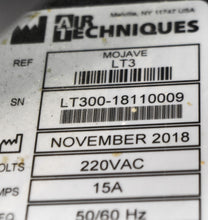 Melville, NY 11747 USA
AIR
TECHNIQUES
MOJAVE
REF LT3
SN LT300-18110009
NOVEMBER 2018
VOLTS 220VAC
AMPS 15A
FREQ 50/60 Hz